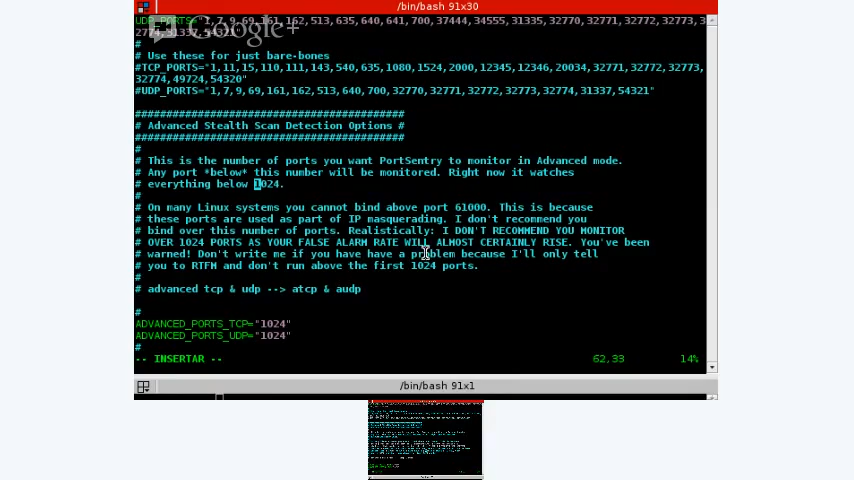 /bin/bash 91x30
UDP_PORTS="1,7,9,69,161,162,513,635,640,641,700,37444,34555,31335,32770,32771,32772,32773,3
2774,31337,54321"
Google+
#
# Use these for just bare-bones
#TCP_PORTS="1,11,15,110,111,143,540,635,1080,1524,2000,12345,12346,20034,32771,32772,32773,
32774,49724,54320"
#UDP_PORTS="1,7,9,69,161,162,513,640,700,32770,32771,32772,32773,32774,31337,54321"
###########################################
# Advanced Stealth Scan Detection Options #
###########################################
#
# This is the number of ports you want PortSentry to monitor in Advanced mode.
# Any port *below* this number will be monitored. Right now it watches
# everything below 1024.
#
# On many Linux systems you cannot bind above port 61000. This is because
# these ports are used as part of IP masquerading. I don't recommend you
# bind over this number of ports. Realistically: I DON'T RECOMMEND YOU MONITOR
# OVER 1024 PORTS AS YOUR FALSE ALARM RATE WILL ALMOST CERTAINLY RISE. You've been
# warned! Don't write me if you have have a problem because I'll only tell
# you to RTFM and don't run above the first 1024 ports.
#
# advanced tcp & udp --> atcp & audp
#
ADVANCED_PORTS_TCP="1024"
ADVANCED_PORTS_UDP="1024"
#
-- INSERTAR -- 62,33 14%
/bin/bash 91x1